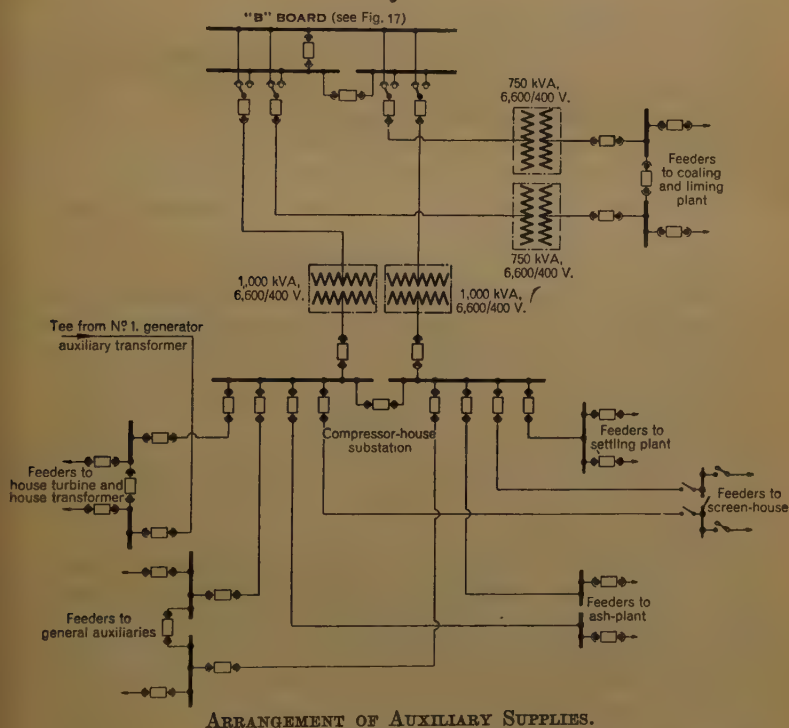 "B" BOARD (see Fig. 17)
750 kVA,
6,600/400 V.
Feeders
to coaling
and liming
plant
750 kVA,
6,600/400 V.
1,000 kVA,
6,600/400 V.
1,000 kVA,
6,600/400 V.
Tee from Nº 1. generator
auxiliary transformer
Compressor-house
substation
Feeders to
settling plant
Feeders to
house turbine and
house transformer
Feeders to
screen-house
Feeders to
ash-plant
Feeders to
general auxiliaries
ARRANGEMENT OF AUXILIARY SUPPLIES.